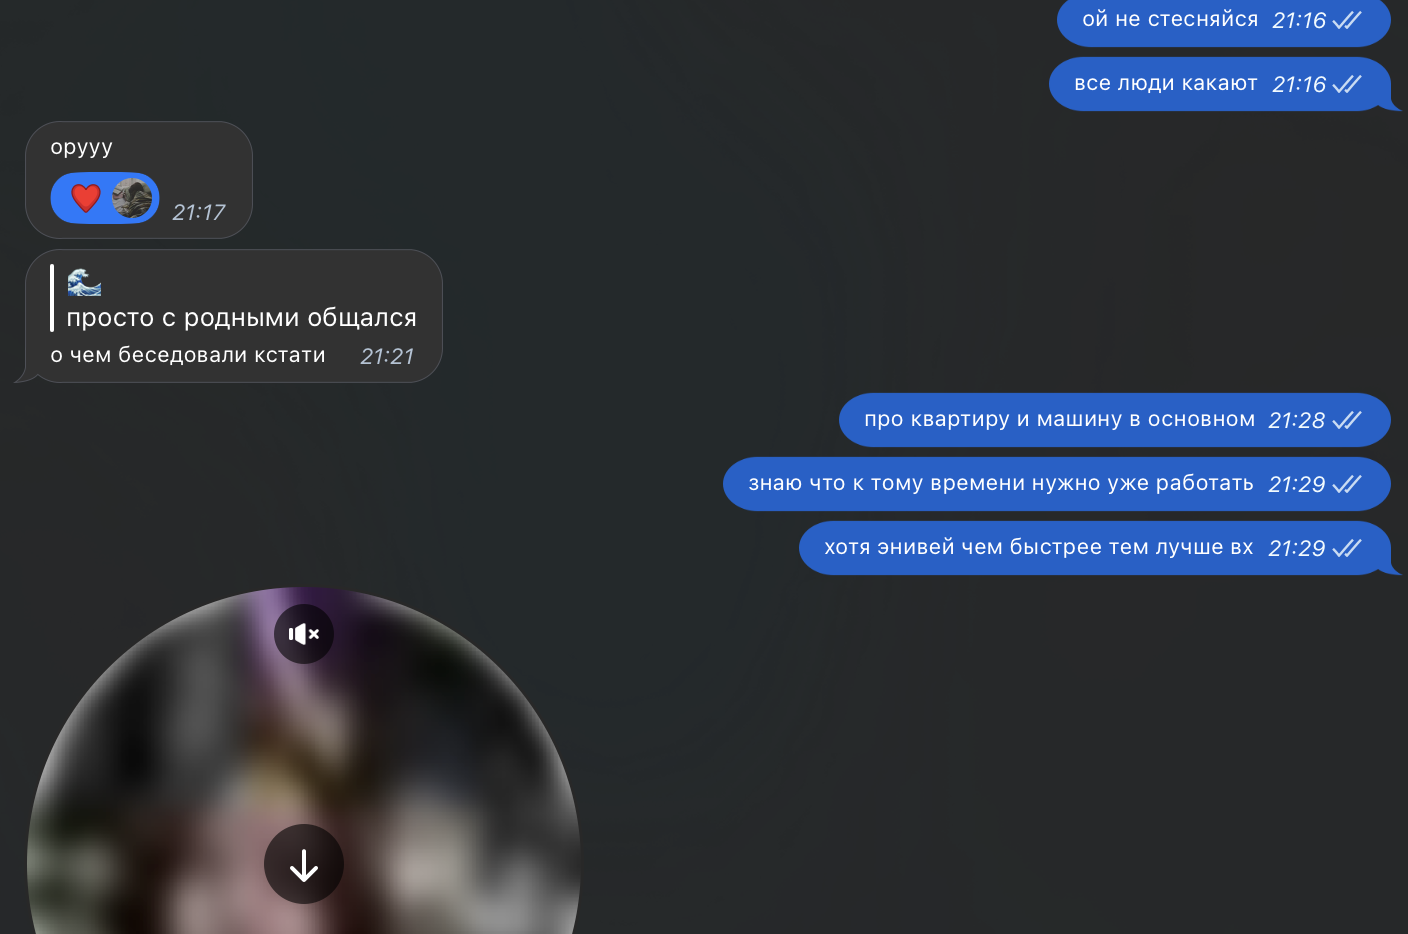 ой не стесняйся 21:16
все люди какают 21:16
орууу
21:17
просто с родными общался
о чем беседовали кстати 21:21
про квартиру и машину в основном 21:28
знаю что к тому времени нужно уже работать 21:29
хотя энивей чем быстрее тем лучше вх 21:29